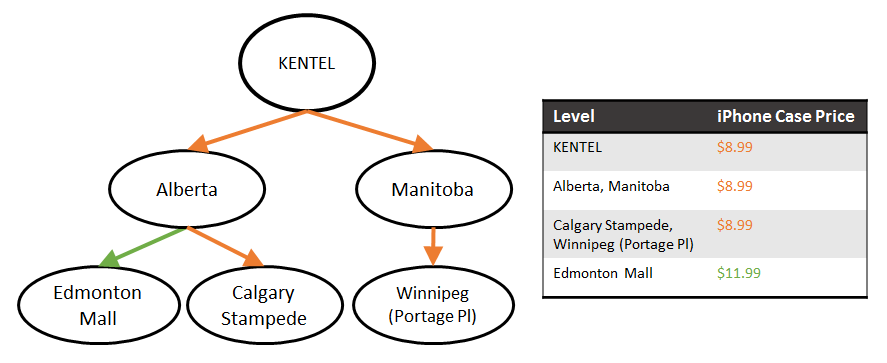 KENTEL
Alberta
Manitoba
Edmonton
Mall
Calgary
Stampede
Winnipeg
(Portage Pl)
Level iPhone Case Price
KENTEL $8.99
Alberta, Manitoba $8.99
Calgary Stampede, $8.99
Winnipeg (Portage Pl)
Edmonton Mall $11.99